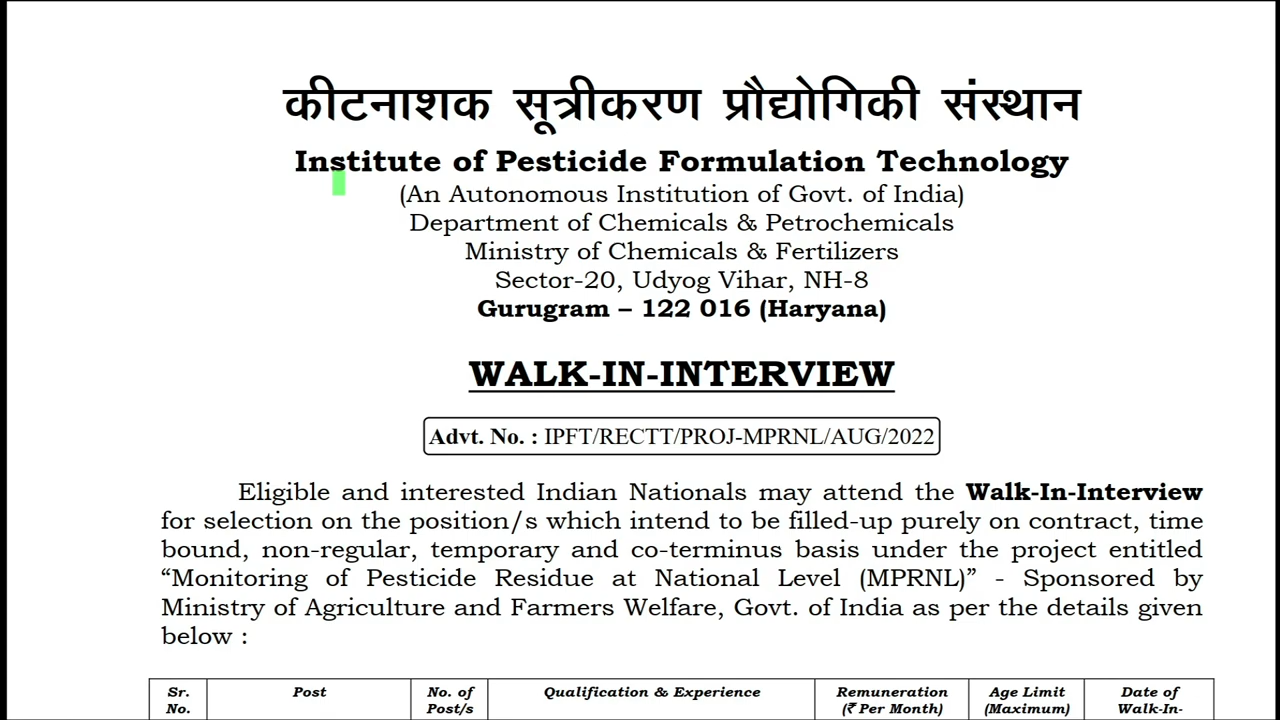 कीटनाशक सूत्रीकरण प्रौद्योगिकी संस्थान
Institute of Pesticide Formulation Technology
(An Autonomous Institution of Govt. of India)
Department of Chemicals & Petrochemicals
Ministry of Chemicals & Fertilizers
Sector-20, Udyog Vihar, NH-8
Gurugram – 122 016 (Haryana)
WALK-IN-INTERVIEW
Advt. No. : IPFT/RECTT/PROJ-MPRNL/AUG/2022
Eligible and interested Indian Nationals may attend the Walk-In-Interview
for selection on the position/s which intend to be filled-up purely on contract, time
bound, non-regular, temporary and co-terminus basis under the project entitled
“Monitoring of Pesticide Residue at National Level (MPRNL)” - Sponsored by
Ministry of Agriculture and Farmers Welfare, Govt. of India as per the details given
below :
Sr. Post No. of Qualification & Experience Remuneration Age Limit Date of
No. Post/s (₹ Per Month) (Maximum) Walk-In-